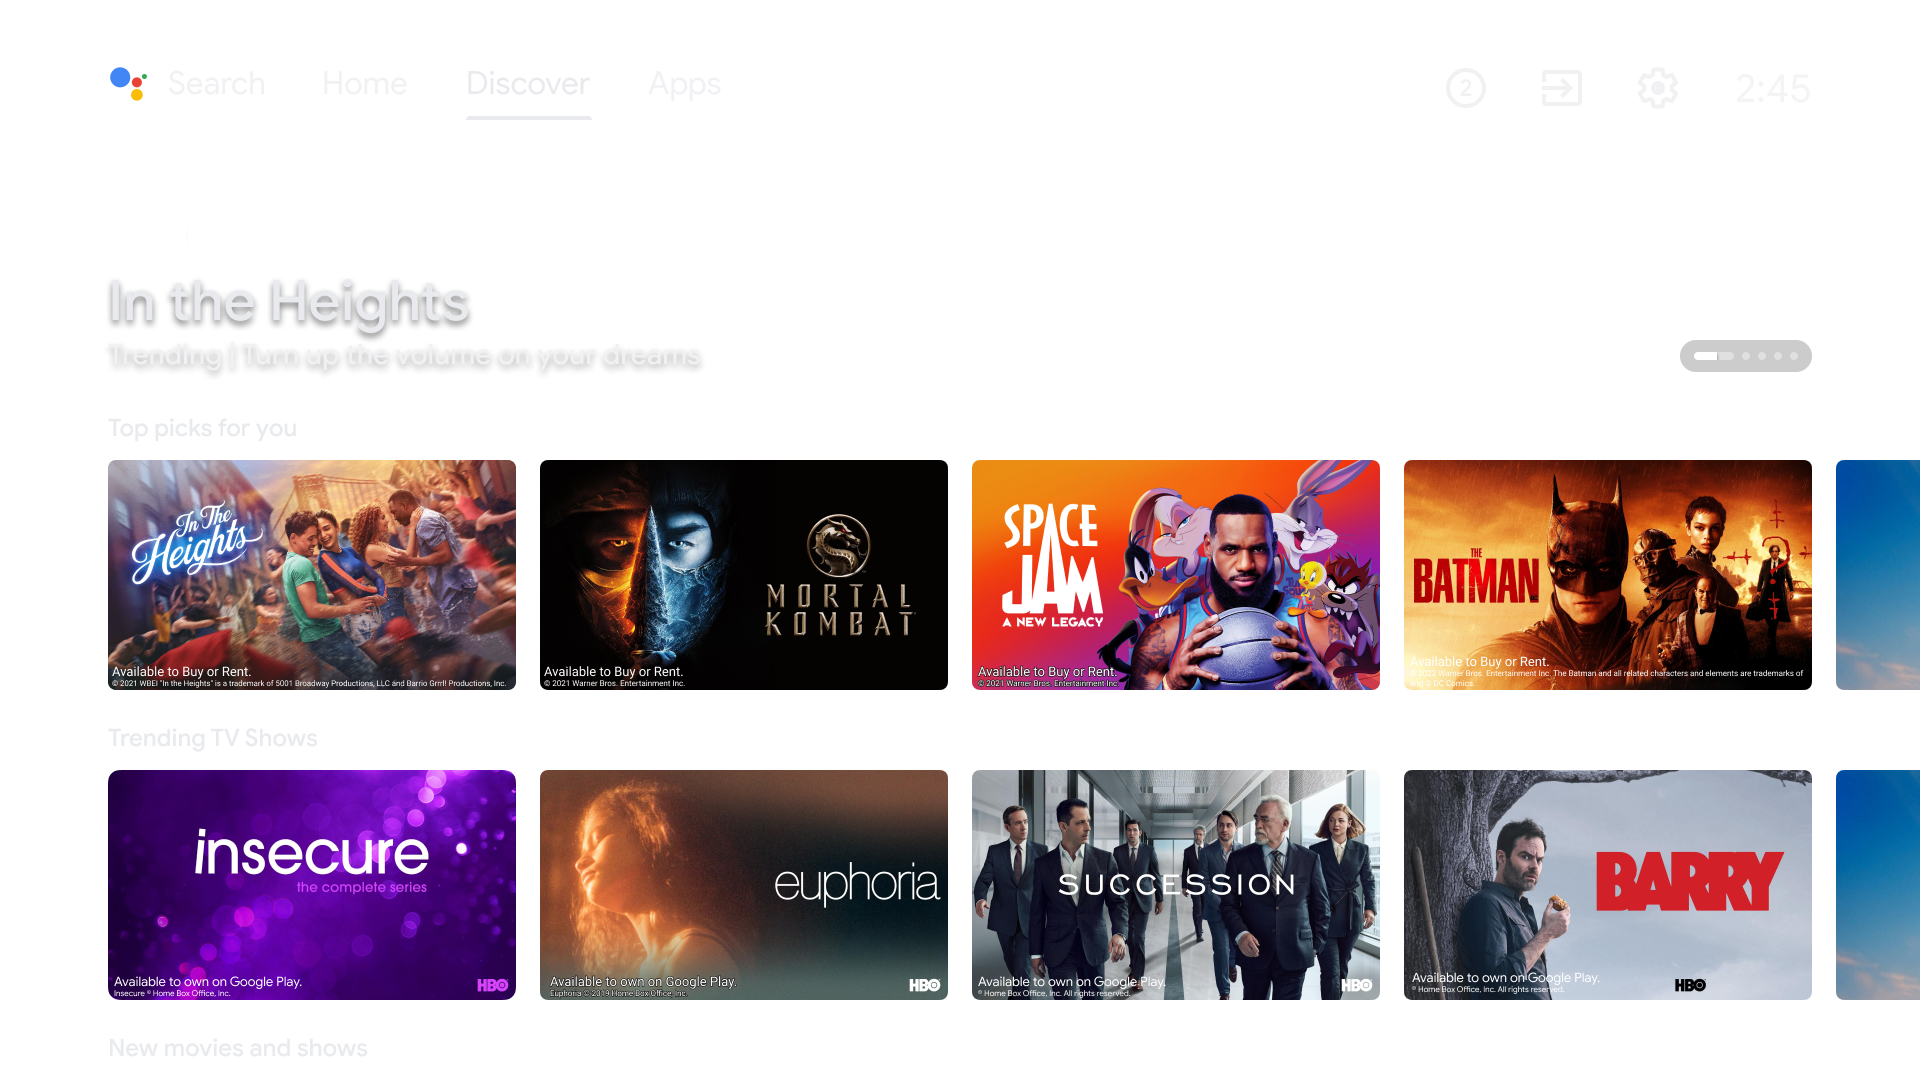 Search Home Discover Apps 2 2:45
In the Heights
Trending | Turn up the volume on your dreams
Top picks for you
In The
Heights
Available to Buy or Rent.
© 2021 WBEI "In the Heights" is a trademark of 5001 Broadway Productions, LLC and Barrio Grrrl! Productions, Inc.
MORTAL
KOMBAT
Available to Buy or Rent.
© 2021 Warner Bros. Entertainment Inc.
SPACE
JAM
A NEW LEGACY
Available to Buy or Rent.
© 2021 Warner Bros. Entertainment Inc.
THE
BATMAN
Available to Buy or Rent.
© 2022 Warner Bros. Entertainment Inc. The Batman and all related characters and elements are trademarks of
and © DC Comics.
Trending TV Shows
insecure
the complete series
Available to own on Google Play.
Insecure © Home Box Office, Inc.
HBO
euphoria
Available to own on Google Play.
Euphoria © 2019 Home Box Office, Inc.
HBO
SUCCESSION
Available to own on Google Play.
© Home Box Office, Inc. All rights reserved.
HBO
BARRY
Available to own on Google Play.
© Home Box Office, Inc. All rights reserved.
HBO
New movies and shows